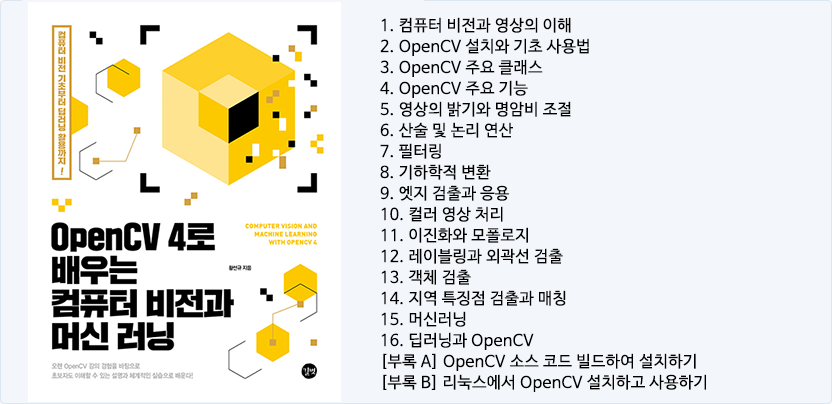 컴퓨터 비전 기초부터 딥러닝 활용까지!
OpenCV 4로
배우는
컴퓨터 비전과
머신 러닝
COMPUTER VISION AND
MACHINE LEARNING
WITH OPENCV 4
황선규 지음
오랜 OpenCV 강의 경험을 바탕으로
초보자도 이해할 수 있는 설명과 체계적인 실습으로 배운다!
길벗
1. 컴퓨터 비전과 영상의 이해
2. OpenCV 설치와 기초 사용법
3. OpenCV 주요 클래스
4. OpenCV 주요 기능
5. 영상의 밝기와 명암비 조절
6. 산술 및 논리 연산
7. 필터링
8. 기하학적 변환
9. 엣지 검출과 응용
10. 컬러 영상 처리
11. 이진화와 모폴로지
12. 레이블링과 외곽선 검출
13. 객체 검출
14. 지역 특징점 검출과 매칭
15. 머신러닝
16. 딥러닝과 OpenCV
[부록 A] OpenCV 소스 코드 빌드하여 설치하기
[부록 B] 리눅스에서 OpenCV 설치하고 사용하기